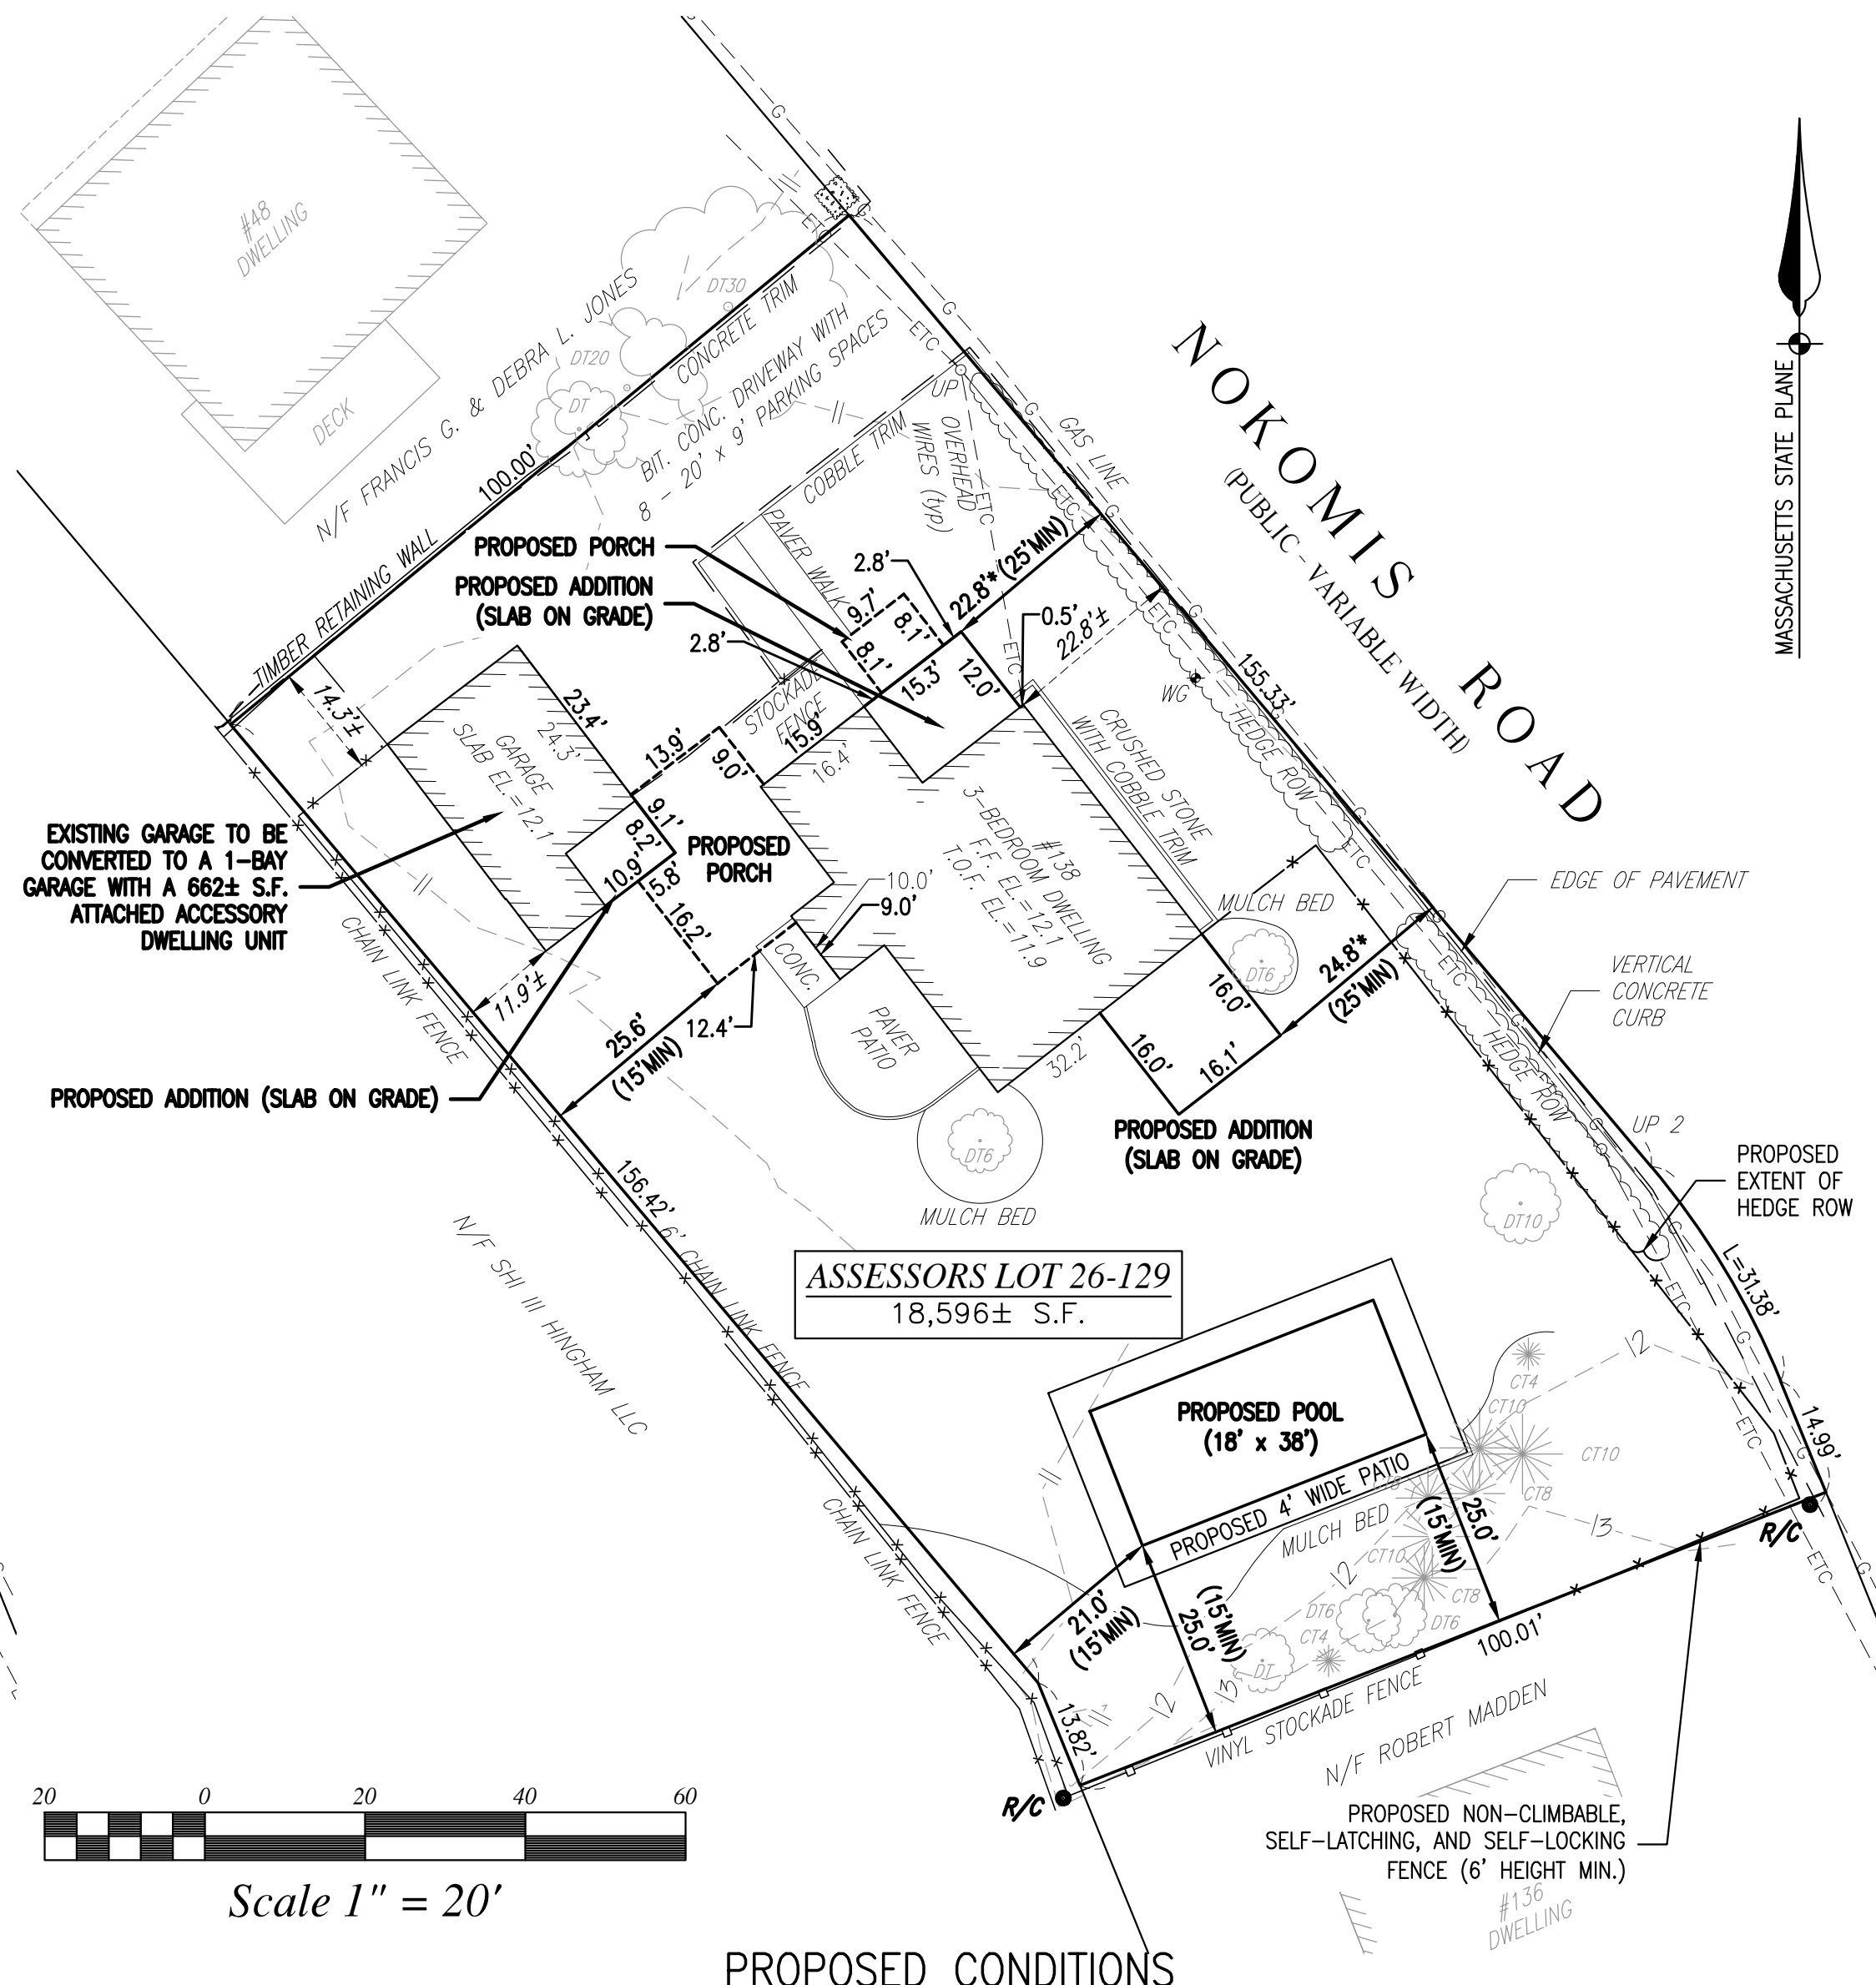 #48
DWELLING
DECK
N/F FRANCIS G. & DEBRA L. JONES
100.00'
TIMBER RETAINING WALL
DT30
DT20
DT
CONCRETE TRIM
BIT. CONC. DRIVEWAY WITH
8 - 20' x 9' PARKING SPACES
COBBLE TRIM
UP
OVERHEAD
WIRES (typ)
ETC
ETC
ETC
ETC
G
G
G
GAS LINE
NOKOMIS ROAD
(PUBLIC - VARIABLE WIDTH)
MASSACHUSETTS STATE PLANE
PROPOSED PORCH
PROPOSED ADDITION
(SLAB ON GRADE)
PAVER WALK
2.8'
2.8'
9.7'
8.1'
8.1'
15.3'
12.0'
22.8'* (25'MIN)
22.8'±
0.5'
155.33'
WG
HEDGE ROW
STOCKADE
FENCE
14.3'±
23.4'
24.3'
GARAGE
SLAB EL.=12.1
13.9'
9.0'
15.9'
16.4'
9.1'
8.2'
10.9'
15.8'
16.2'
PROPOSED
PORCH
EXISTING GARAGE TO BE
CONVERTED TO A 1-BAY
GARAGE WITH A 662± S.F.
ATTACHED ACCESSORY
DWELLING UNIT
CRUSHED STONE
WITH COBBLE TRIM
#138
3-BEDROOM DWELLING
F.F. EL.=12.1
T.O.F. EL.=11.9
10.0'
9.0'
CONC.
PAVER
PATIO
12.4'
11.9'±
25.6'
(15'MIN)
CHAIN LINK FENCE
11
PROPOSED ADDITION (SLAB ON GRADE)
MULCH BED
DT6
24.8'*
(25'MIN)
EDGE OF PAVEMENT
VERTICAL
CONCRETE
CURB
HEDGE ROW
16.0'
16.0'
16.1'
32.2'
PROPOSED ADDITION
(SLAB ON GRADE)
UP 2
PROPOSED
EXTENT OF
HEDGE ROW
DT6
MULCH BED
DT10
156.42'
6' CHAIN LINK FENCE
N/F SHI III HINGHAM LLC
ASSESSORS LOT 26-129
18,596± S.F.
L=31.38'
14.99'
12
CT4
CT10
CT10
CT8
PROPOSED POOL
(18' x 38')
PROPOSED 4' WIDE PATIO
MULCH BED
25.0'
(15'MIN)
13
CHAIN LINK FENCE
11
21.0'
(15'MIN)
25.0'
(15'MIN)
12
CT10
CT8
DT6
DT6
CT4
DT
R/C
ETC
100.01'
VINYL STOCKADE FENCE
N/F ROBERT MADDEN
13.82'
11
12
13
R/C
PROPOSED NON-CLIMBABLE,
SELF-LATCHING, AND SELF-LOCKING
FENCE (6' HEIGHT MIN.)
#136
DWELLING
20 0 20 40 60
Scale 1" = 20'
PROPOSED CONDITIONS